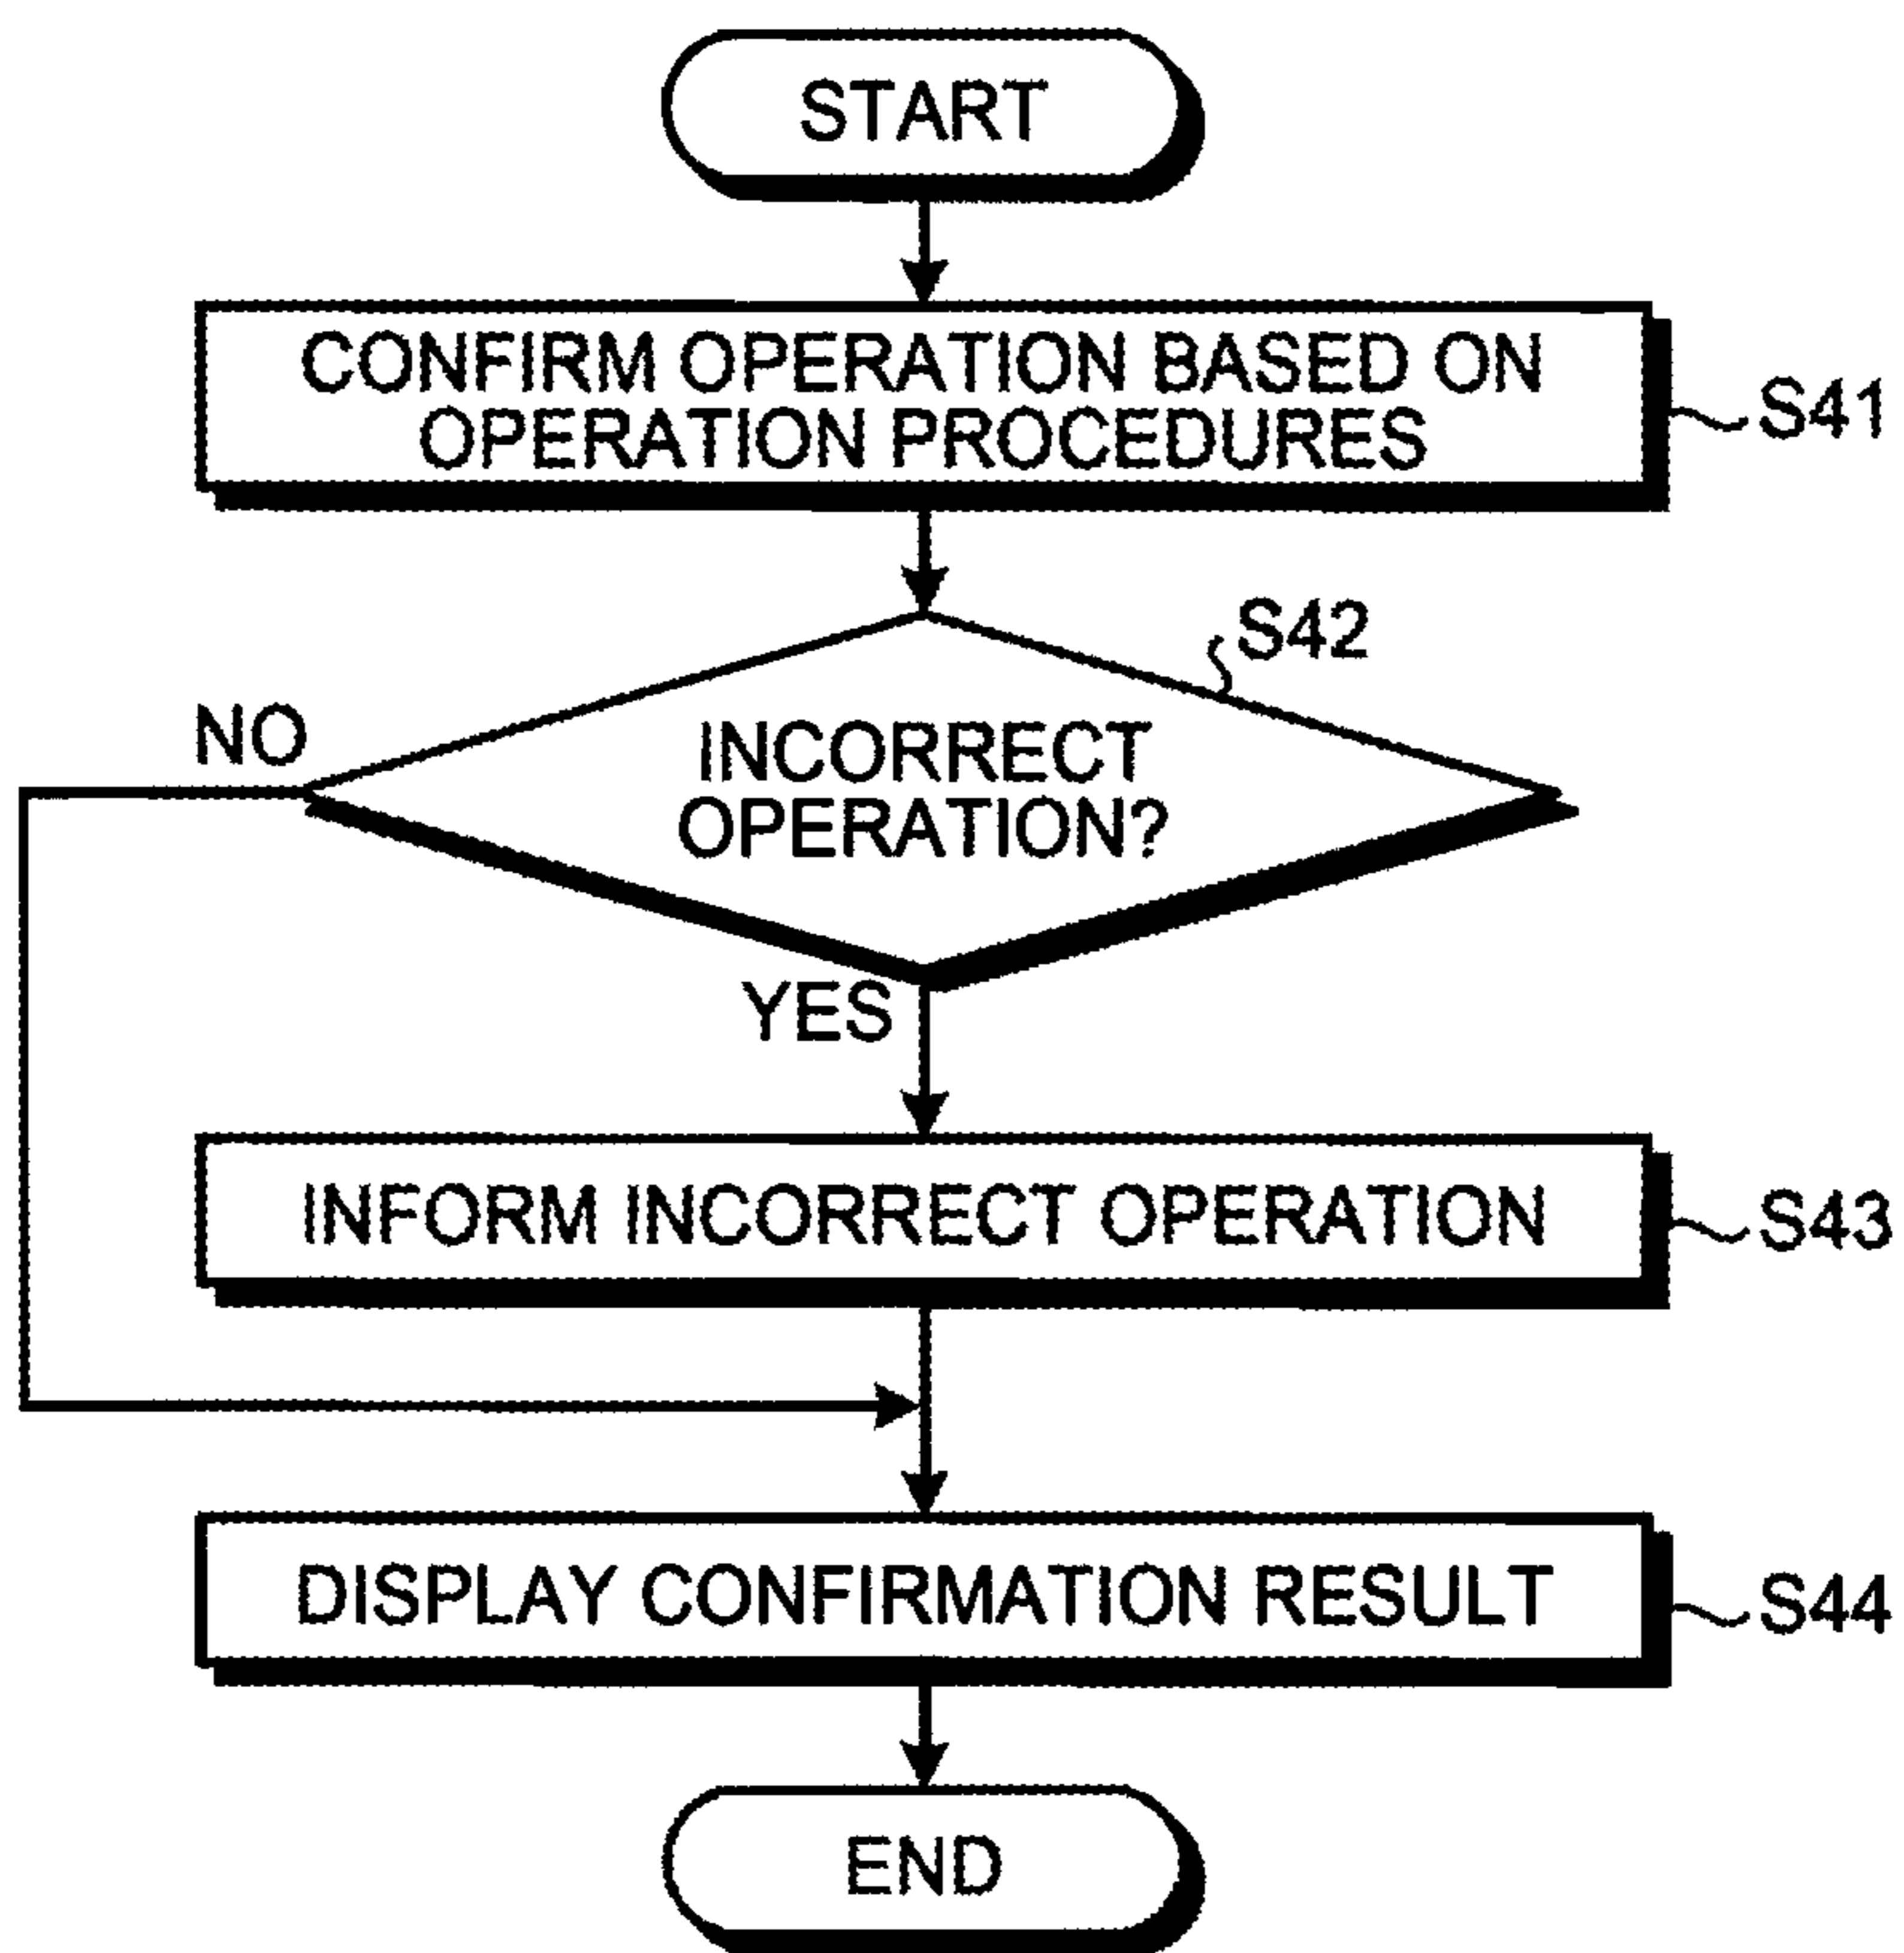 START
CONFIRM OPERATION BASED ON
OPERATION PROCEDURES
S41
S42
NO
INCORRECT
OPERATION?
YES
INFORM INCORRECT OPERATION
S43
DISPLAY CONFIRMATION RESULT
S44
END